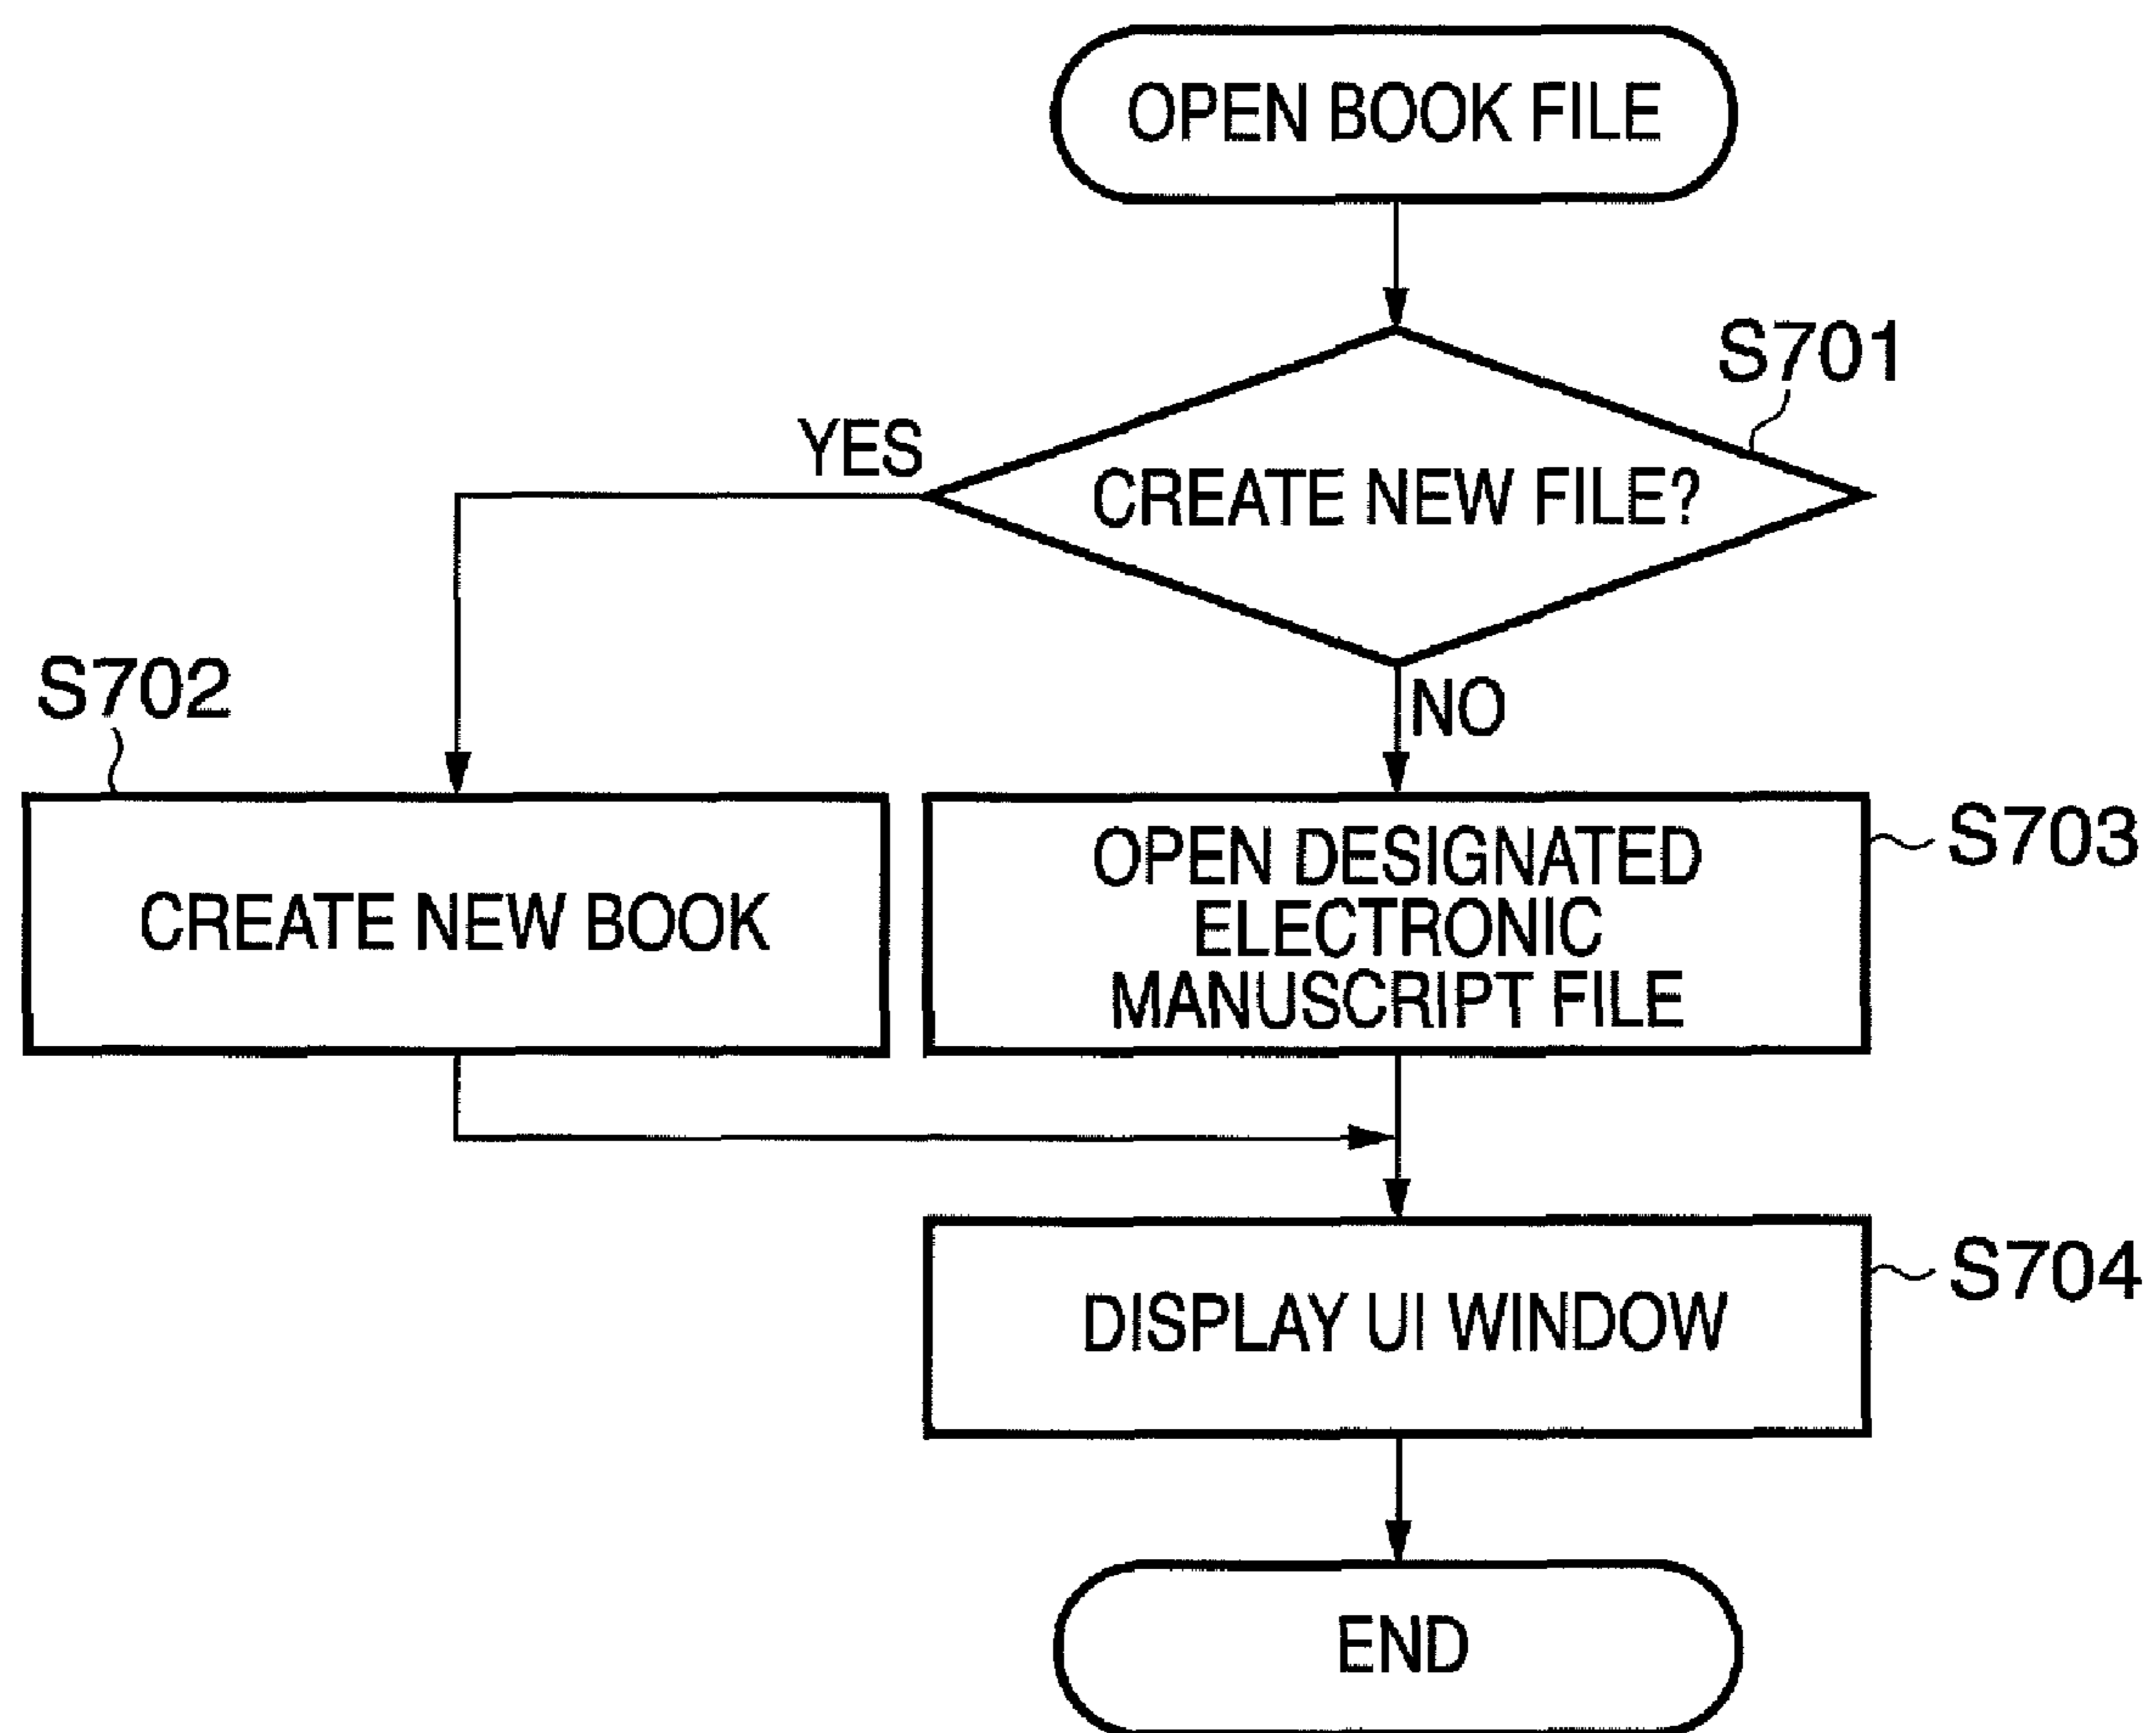 OPEN BOOK FILE
S701
YES
CREATE NEW FILE?
S702
NO
CREATE NEW BOOK
OPEN DESIGNATED
ELECTRONIC
MANUSCRIPT FILE
S703
DISPLAY UI WINDOW
S704
END